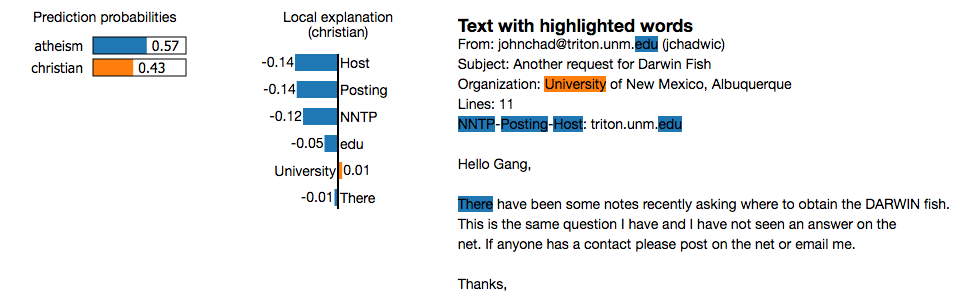 Prediction probabilities
atheism 0.57
christian 0.43
Local explanation
(christian)
-0.14 Host
-0.14 Posting
-0.12 NNTP
-0.05 edu
University 0.01
-0.01 There
Text with highlighted words
From: johnchad@triton.unm.edu (jchadwic)
Subject: Another request for Darwin Fish
Organization: University of New Mexico, Albuquerque
Lines: 11
NNTP-Posting-Host: triton.unm.edu
Hello Gang,
There have been some notes recently asking where to obtain the DARWIN fish.
This is the same question I have and I have not seen an answer on the
net. If anyone has a contact please post on the net or email me.
Thanks,